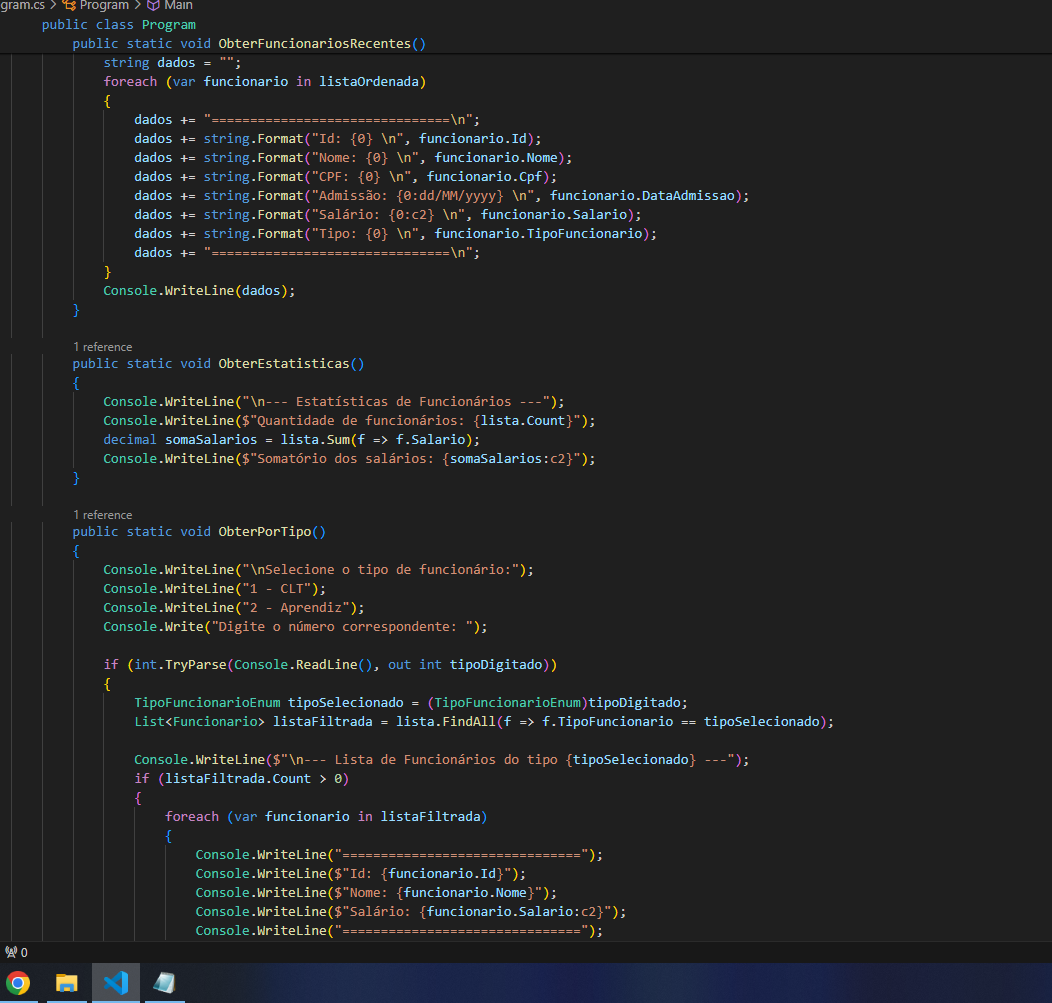 gram.cs > Program > Main
public class Program
public static void ObterFuncionariosRecentes()
string dados = "";
foreach (var funcionario in listaOrdenada)
{
dados += "===============================\n";
dados += string.Format("Id: {0} \n", funcionario.Id);
dados += string.Format("Nome: {0} \n", funcionario.Nome);
dados += string.Format("CPF: {0} \n", funcionario.Cpf);
dados += string.Format("Admissão: {0:dd/MM/yyyy} \n", funcionario.DataAdmissao);
dados += string.Format("Salário: {0:c2} \n", funcionario.Salario);
dados += string.Format("Tipo: {0} \n", funcionario.TipoFuncionario);
dados += "===============================\n";
}
Console.WriteLine(dados);
}
1 reference
public static void ObterEstatisticas()
{
Console.WriteLine("\n--- Estatísticas de Funcionários ---");
Console.WriteLine($"Quantidade de funcionários: {lista.Count}");
decimal somaSalarios = lista.Sum(f => f.Salario);
Console.WriteLine($"Somatório dos salários: {somaSalarios:c2}");
}
1 reference
public static void ObterPorTipo()
{
Console.WriteLine("\nSelecione o tipo de funcionário:");
Console.WriteLine("1 - CLT");
Console.WriteLine("2 - Aprendiz");
Console.Write("Digite o número correspondente: ");
if (int.TryParse(Console.ReadLine(), out int tipoDigitado))
{
TipoFuncionarioEnum tipoSelecionado = (TipoFuncionarioEnum)tipoDigitado;
List<Funcionario> listaFiltrada = lista.FindAll(f => f.TipoFuncionario == tipoSelecionado);
Console.WriteLine($"\n--- Lista de Funcionários do tipo {tipoSelecionado} ---");
if (listaFiltrada.Count > 0)
{
foreach (var funcionario in listaFiltrada)
{
Console.WriteLine("===============================");
Console.WriteLine($"Id: {funcionario.Id}");
Console.WriteLine($"Nome: {funcionario.Nome}");
Console.WriteLine($"Salário: {funcionario.Salario:c2}");
Console.WriteLine("===============================");
0